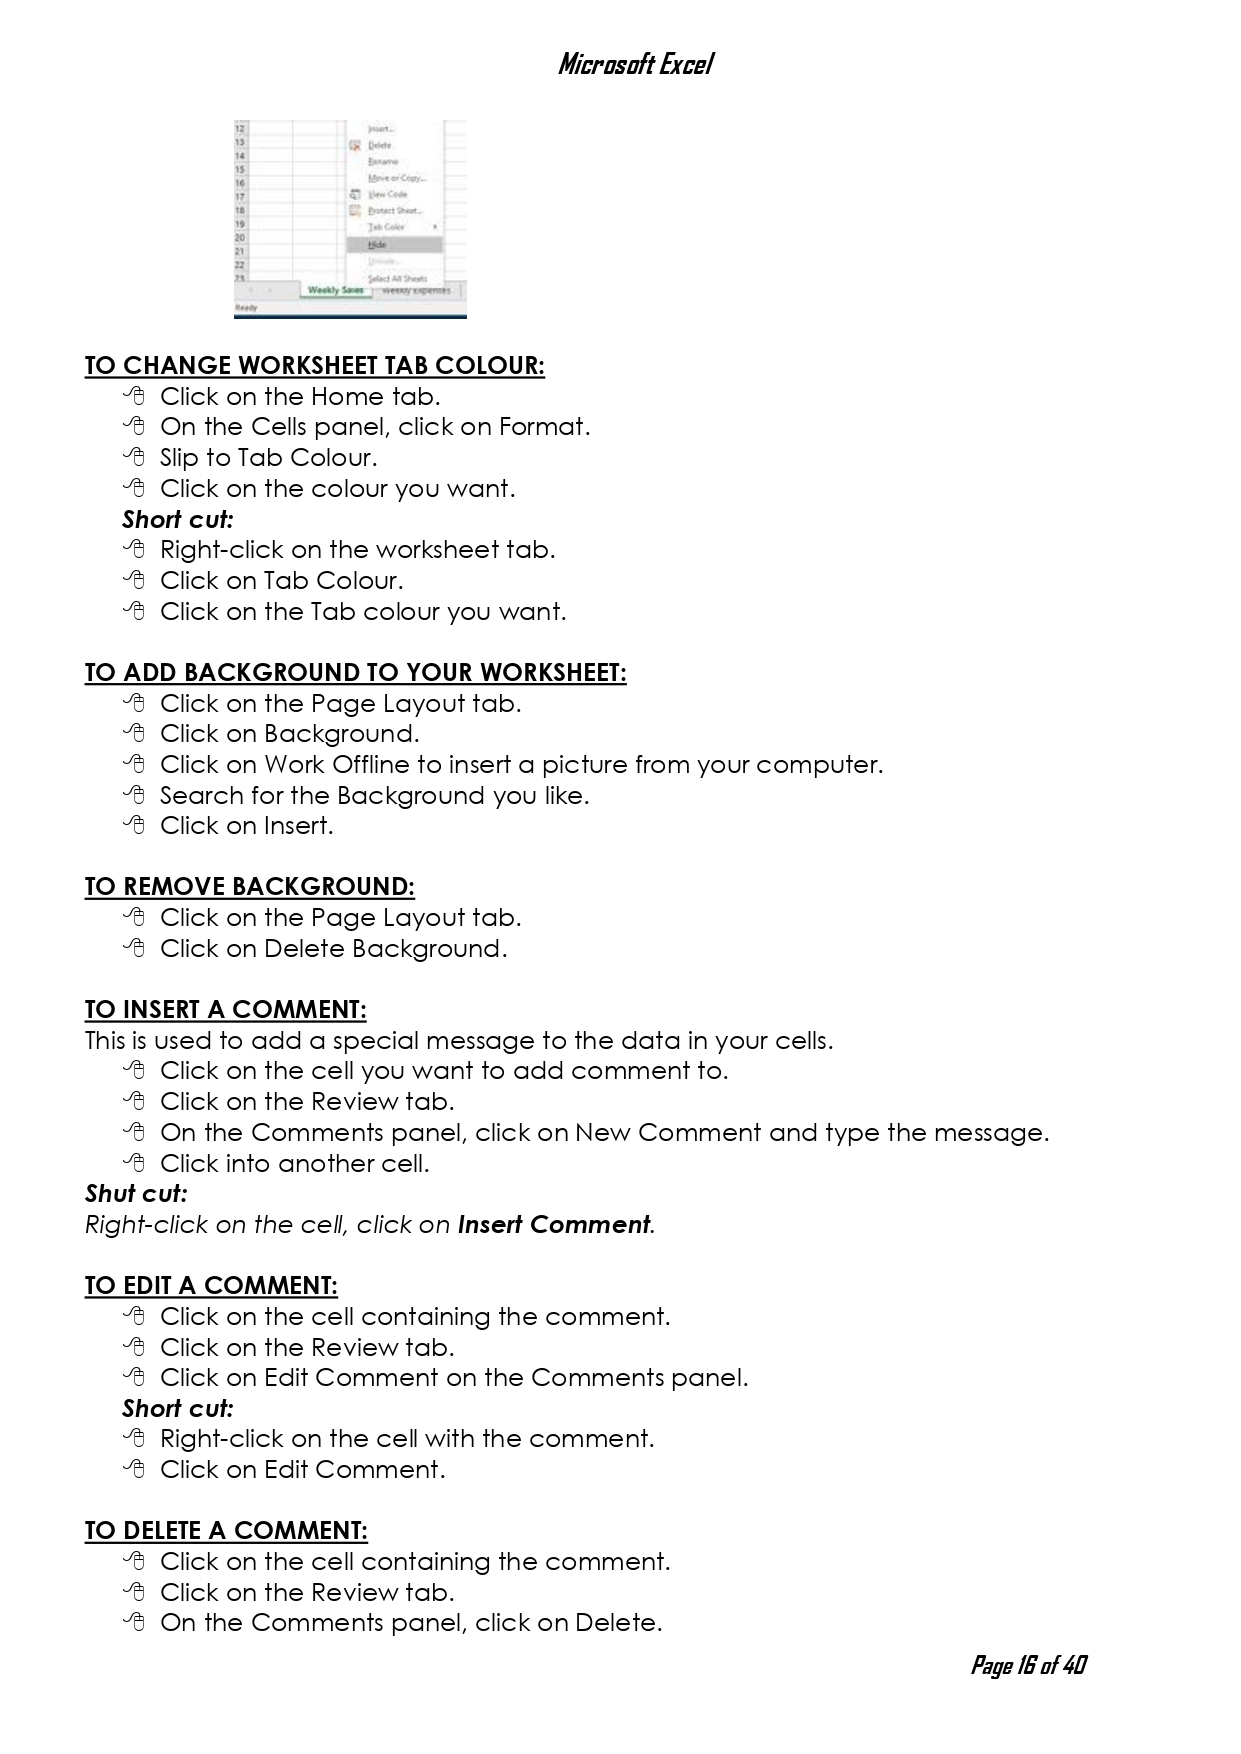 Microsoft Excel
12
13
14
15
16
17
18
19
20
21
22
23
Insert...
Delete
Rename
Move or Copy...
View Code
Protect Sheet...
Tab Color
Hide
Unhide...
Select All Sheets
Weekly Sales Weekly Expenses
Ready
TO CHANGE WORKSHEET TAB COLOUR:
Click on the Home tab.
On the Cells panel, click on Format.
Slip to Tab Colour.
Click on the colour you want.
Short cut:
Right-click on the worksheet tab.
Click on Tab Colour.
Click on the Tab colour you want.
TO ADD BACKGROUND TO YOUR WORKSHEET:
Click on the Page Layout tab.
Click on Background.
Click on Work Offline to insert a picture from your computer.
Search for the Background you like.
Click on Insert.
TO REMOVE BACKGROUND:
Click on the Page Layout tab.
Click on Delete Background.
TO INSERT A COMMENT:
This is used to add a special message to the data in your cells.
Click on the cell you want to add comment to.
Click on the Review tab.
On the Comments panel, click on New Comment and type the message.
Click into another cell.
Shut cut:
Right-click on the cell, click on Insert Comment.
TO EDIT A COMMENT:
Click on the cell containing the comment.
Click on the Review tab.
Click on Edit Comment on the Comments panel.
Short cut:
Right-click on the cell with the comment.
Click on Edit Comment.
TO DELETE A COMMENT:
Click on the cell containing the comment.
Click on the Review tab.
On the Comments panel, click on Delete.
Page 16 of 40